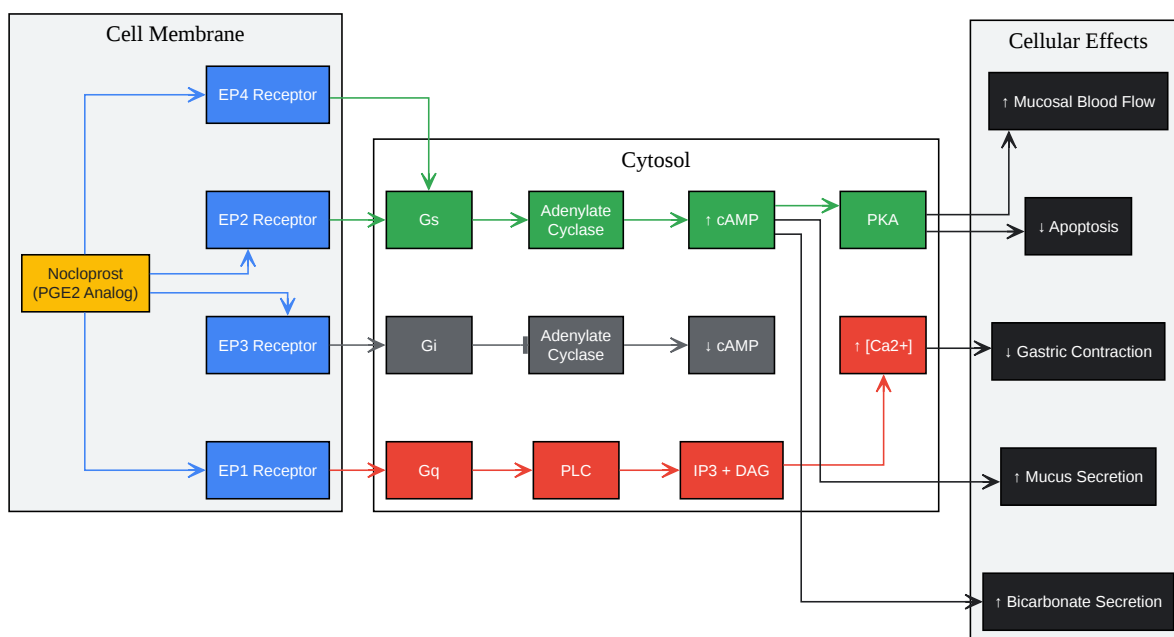 Cell Membrane
EP4 Receptor
EP2 Receptor
Nocloprost
(PGE2 Analog)
EP3 Receptor
EP1 Receptor
Cytosol
Gs
Adenylate
Cyclase
↑ cAMP
PKA
Gi
Adenylate
Cyclase
↓ cAMP
↑ [Ca2+]
Gq
PLC
IP3 + DAG
Cellular Effects
↑ Mucosal Blood Flow
↓ Apoptosis
↓ Gastric Contraction
↑ Mucus Secretion
↑ Bicarbonate Secretion